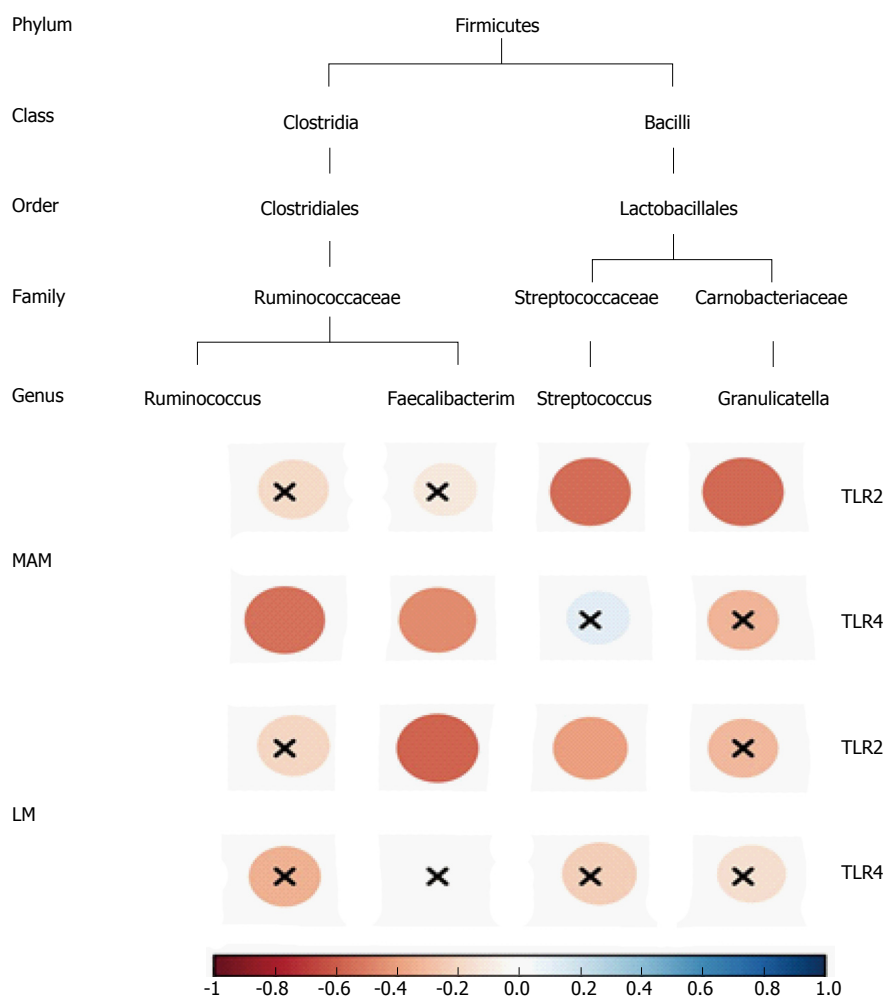 Phylum Firmicutes
Class Clostridia Bacilli
Order Clostridiales Lactobacillales
Family Ruminococcaceae Streptococcaceae Carnobacteriaceae
Genus Ruminococcus Faecalibacterim Streptococcus Granulicatella
TLR2
MAM
TLR4
TLR2
LM
TLR4
-1 -0.8 -0.6 -0.4 -0.2 0.0 0.2 0.4 0.6 0.8 1.0